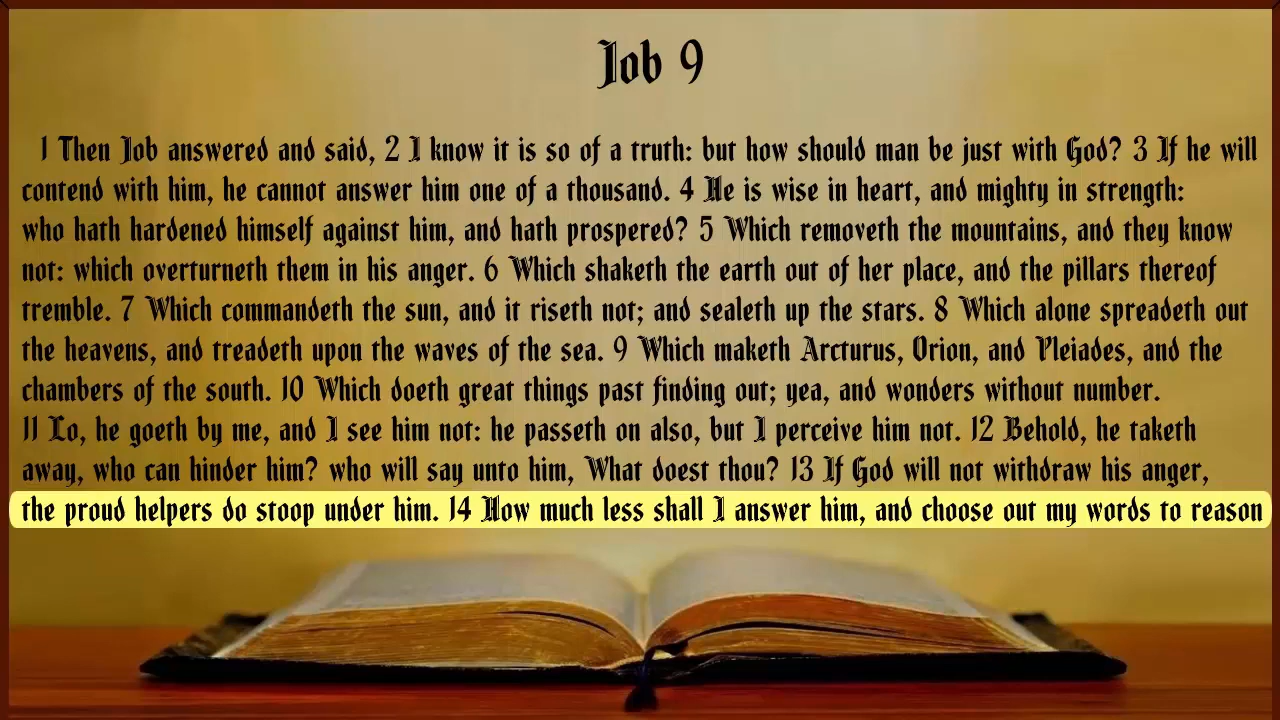 Job 9
1 Then Job answered and said, 2 I know it is so of a truth: but how should man be just with God? 3 If he will
contend with him, he cannot answer him one of a thousand. 4 He is wise in heart, and mighty in strength:
who hath hardened himself against him, and hath prospered? 5 Which removeth the mountains, and they know
not: which overturneth them in his anger. 6 Which shaketh the earth out of her place, and the pillars thereof
tremble. 7 Which commandeth the sun, and it riseth not; and sealeth up the stars. 8 Which alone spreadeth out
the heavens, and treadeth upon the waves of the sea. 9 Which maketh Arcturus, Orion, and Pleiades, and the
chambers of the south. 10 Which doeth great things past finding out; yea, and wonders without number.
11 Lo, he goeth by me, and I see him not: he passeth on also, but I perceive him not. 12 Behold, he taketh
away, who can hinder him? who will say unto him, What doest thou? 13 If God will not withdraw his anger,
the proud helpers do stoop under him. 14 How much less shall I answer him, and choose out my words to reason